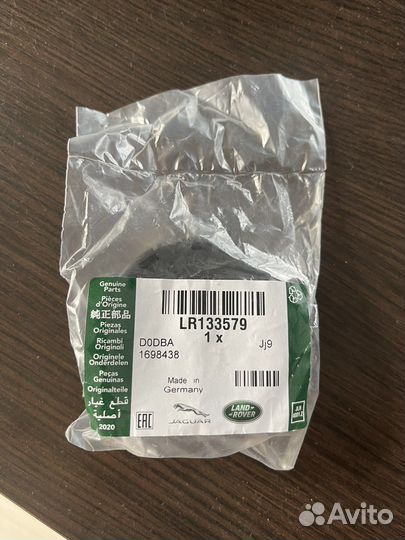 Genuine
Parts
Pièces
d'Origine
純正部品
Piezas
Originales
Ricambi
Originali
Originele
Onderdelen
Peças
Genuinas
Originalteile
قطع غيار
أصلية
2020
LR133579
1 x
D0DBA
Jj9
1698438
Made in
Germany
EAC
JAGUAR
LAND
ROVER
Avito